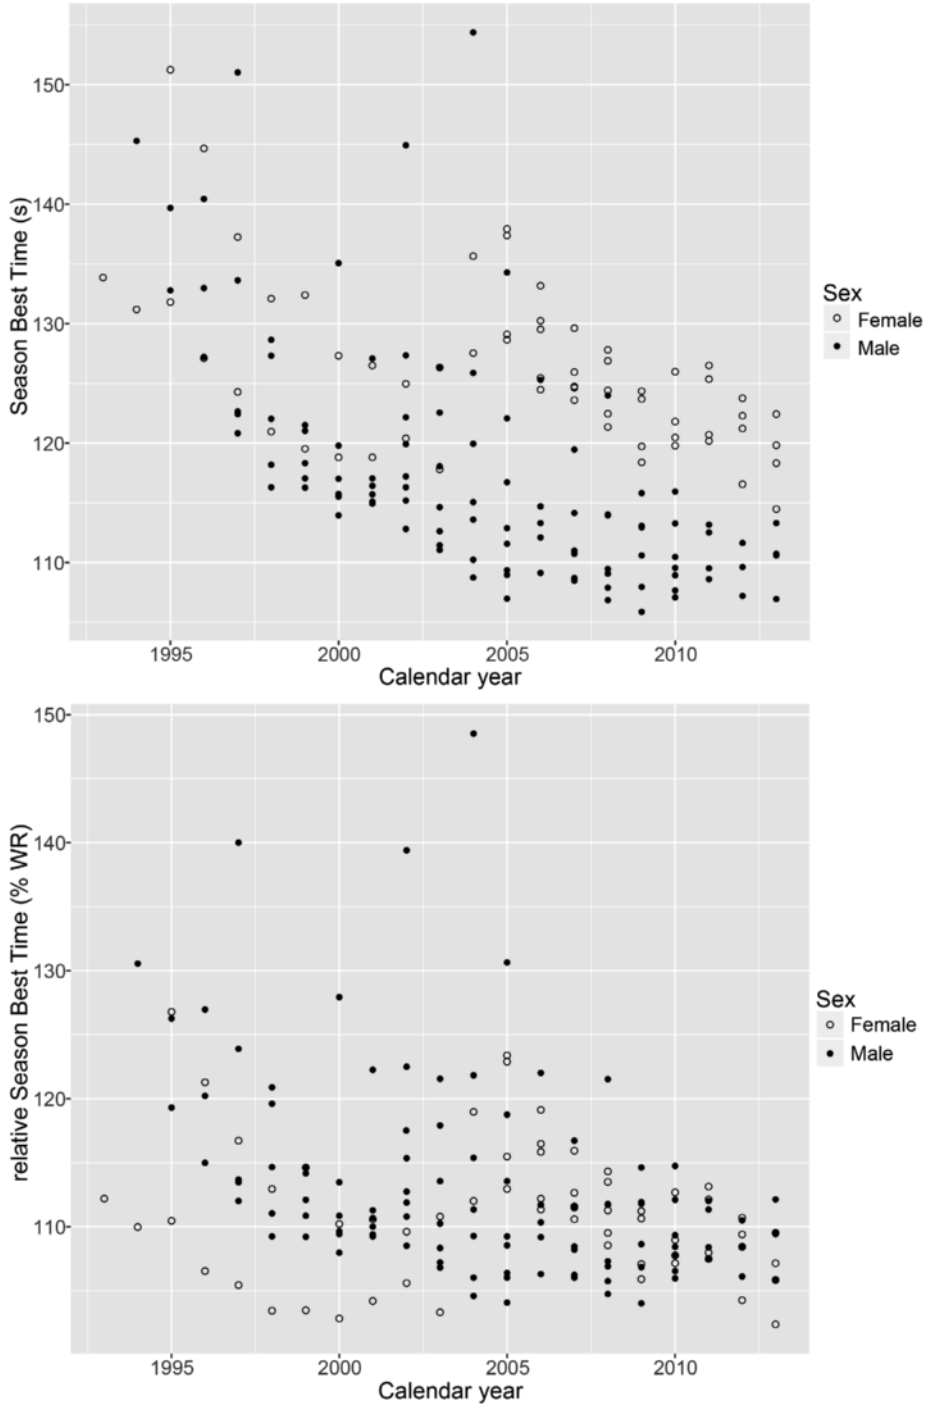 150
140
130
120
110
Season Best Time (s)
1995 2000 2005 2010
Calendar year
Sex
Female
Male
150
140
130
120
110
relative Season Best Time (% WR)
1995 2000 2005 2010
Calendar year
Sex
Female
Male